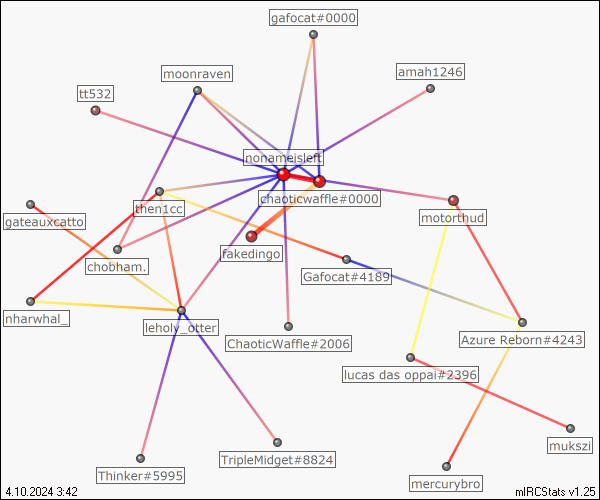 gafocat#0000
moonraven
amah1246
tt532
nonameisleft
chaoticwaffle#0000
then1cc
gateauxcatto
motorthud
fakedingo
chobham.
Gafocat#4189
nharwhal_
leholy_otter
ChaoticWaffle#2006
Azure Reborn#4243
lucas das oppai#2396
mukszi
TripleMidget#8824
Thinker#5995
mercurybro
4.10.2024 3:42
mIRCStats v1.25